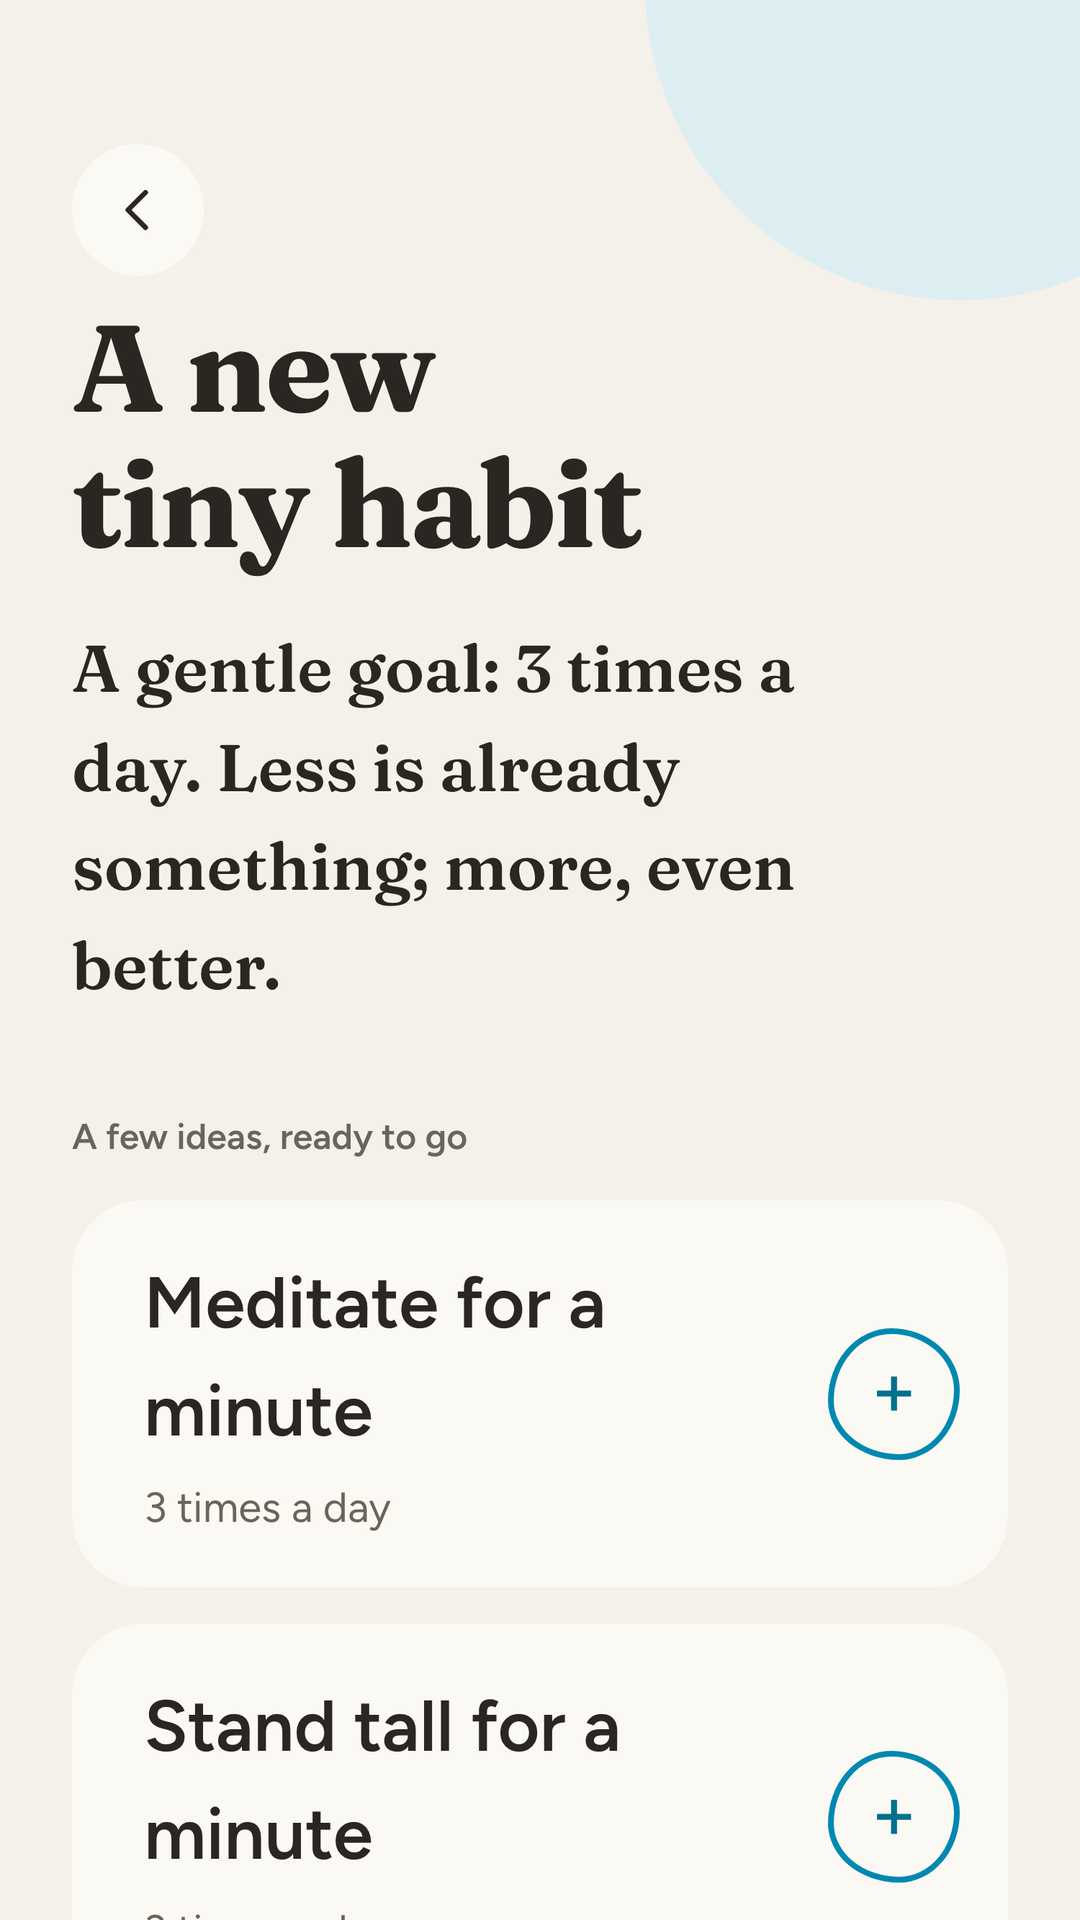 A new
tiny habit
A gentle goal: 3 times a
day. Less is already
something; more, even
better.
A few ideas, ready to go
Meditate for a
minute
3 times a day
Stand tall for a
minute